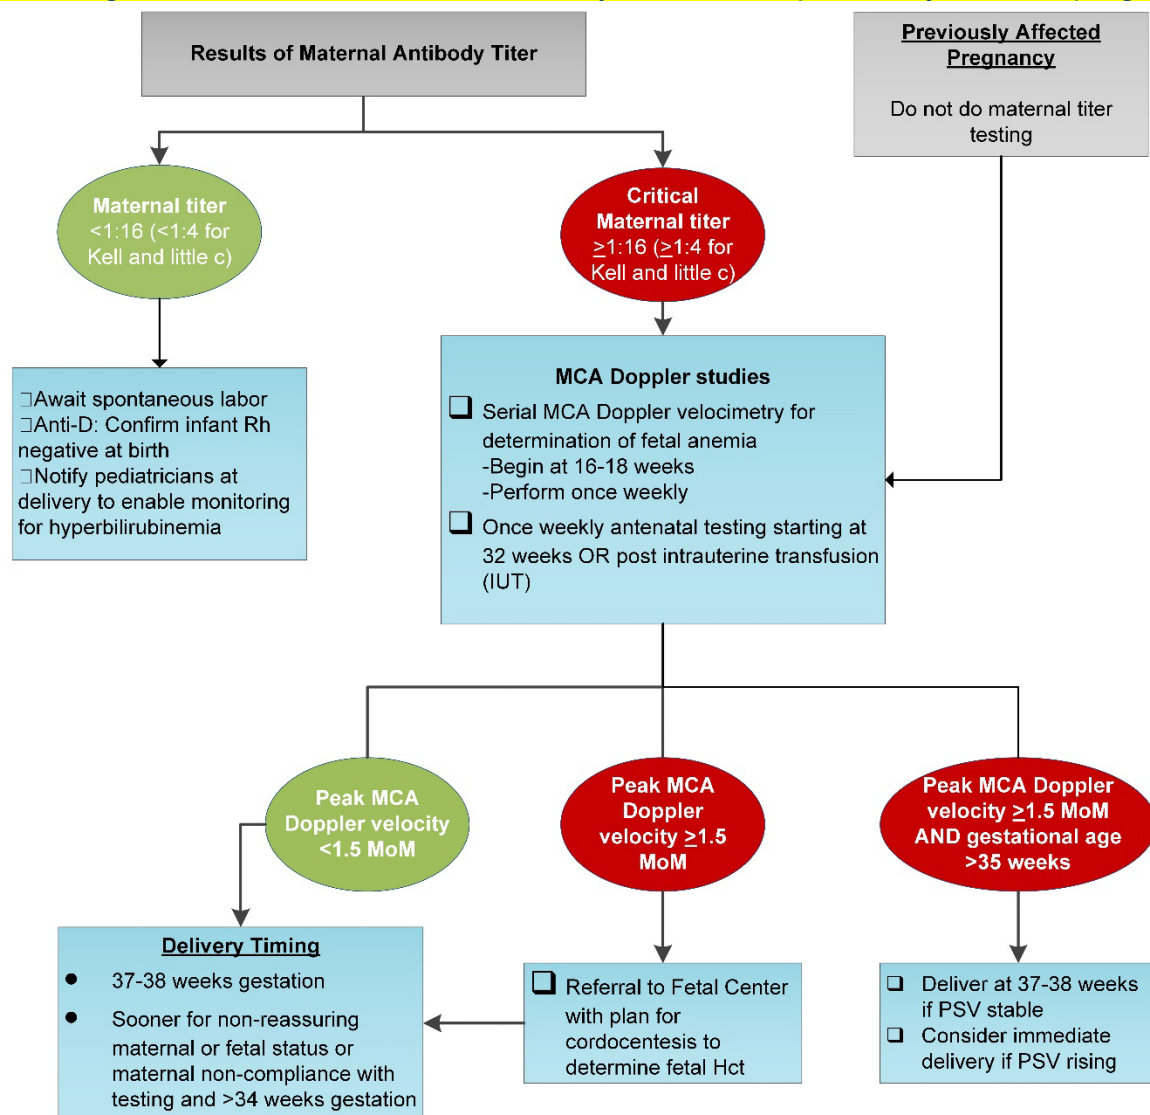 Results of Maternal Antibody Titer
Previously Affected
Pregnancy
Do not do maternal titer
testing
Maternal titer
<1:16 (<1:4 for
Kell and little c)
Critical
Maternal titer
≥1:16 (≥1:4 for
Kell and little c)
□Await spontaneous labor
□Anti-D: Confirm infant Rh
negative at birth
□Notify pediatricians at
delivery to enable monitoring
for hyperbilirubinemia
MCA Doppler studies
❑ Serial MCA Doppler velocimetry for
determination of fetal anemia
-Begin at 16-18 weeks
-Perform once weekly
❑ Once weekly antenatal testing starting at
32 weeks OR post intrauterine transfusion
(IUT)
Peak MCA
Doppler velocity
<1.5 MoM
Peak MCA
Doppler
velocity ≥1.5
MoM
Peak MCA Doppler
velocity ≥1.5 MoM
AND gestational age
>35 weeks
Delivery Timing
● 37-38 weeks gestation
● Sooner for non-reassuring
maternal or fetal status or
maternal non-compliance with
testing and >34 weeks gestation
❑ Referral to Fetal Center
with plan for
cordocentesis to
determine fetal Hct
❑ Deliver at 37-38 weeks
if PSV stable
❑ Consider immediate
delivery if PSV rising